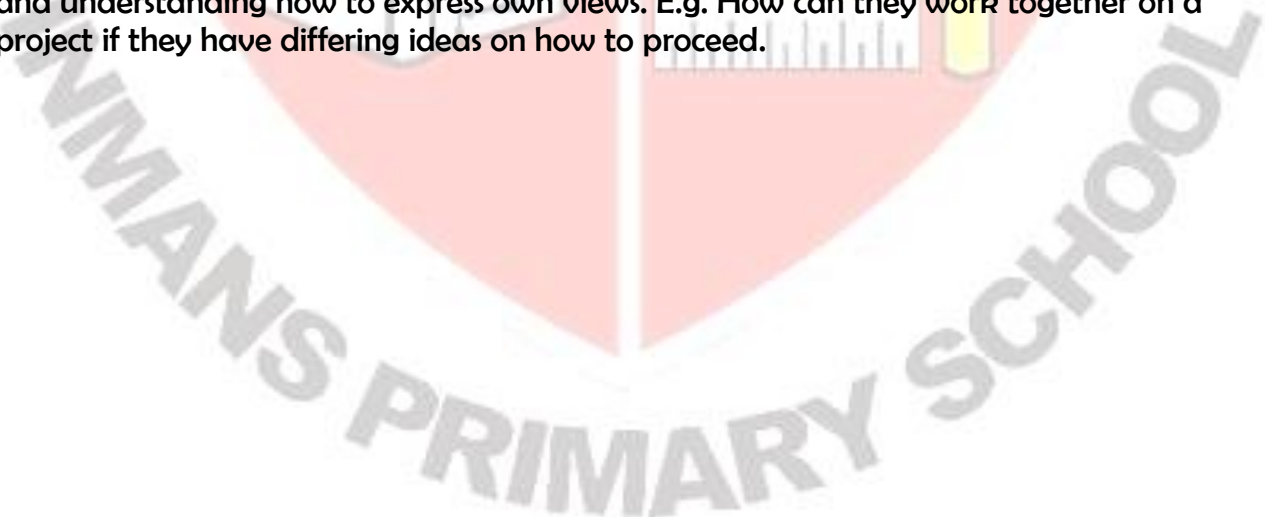 and understanding how to express own views. E.g. How can they work together on a
project if they have differing ideas on how to proceed.
NMANS PRIMARY SCHOOL